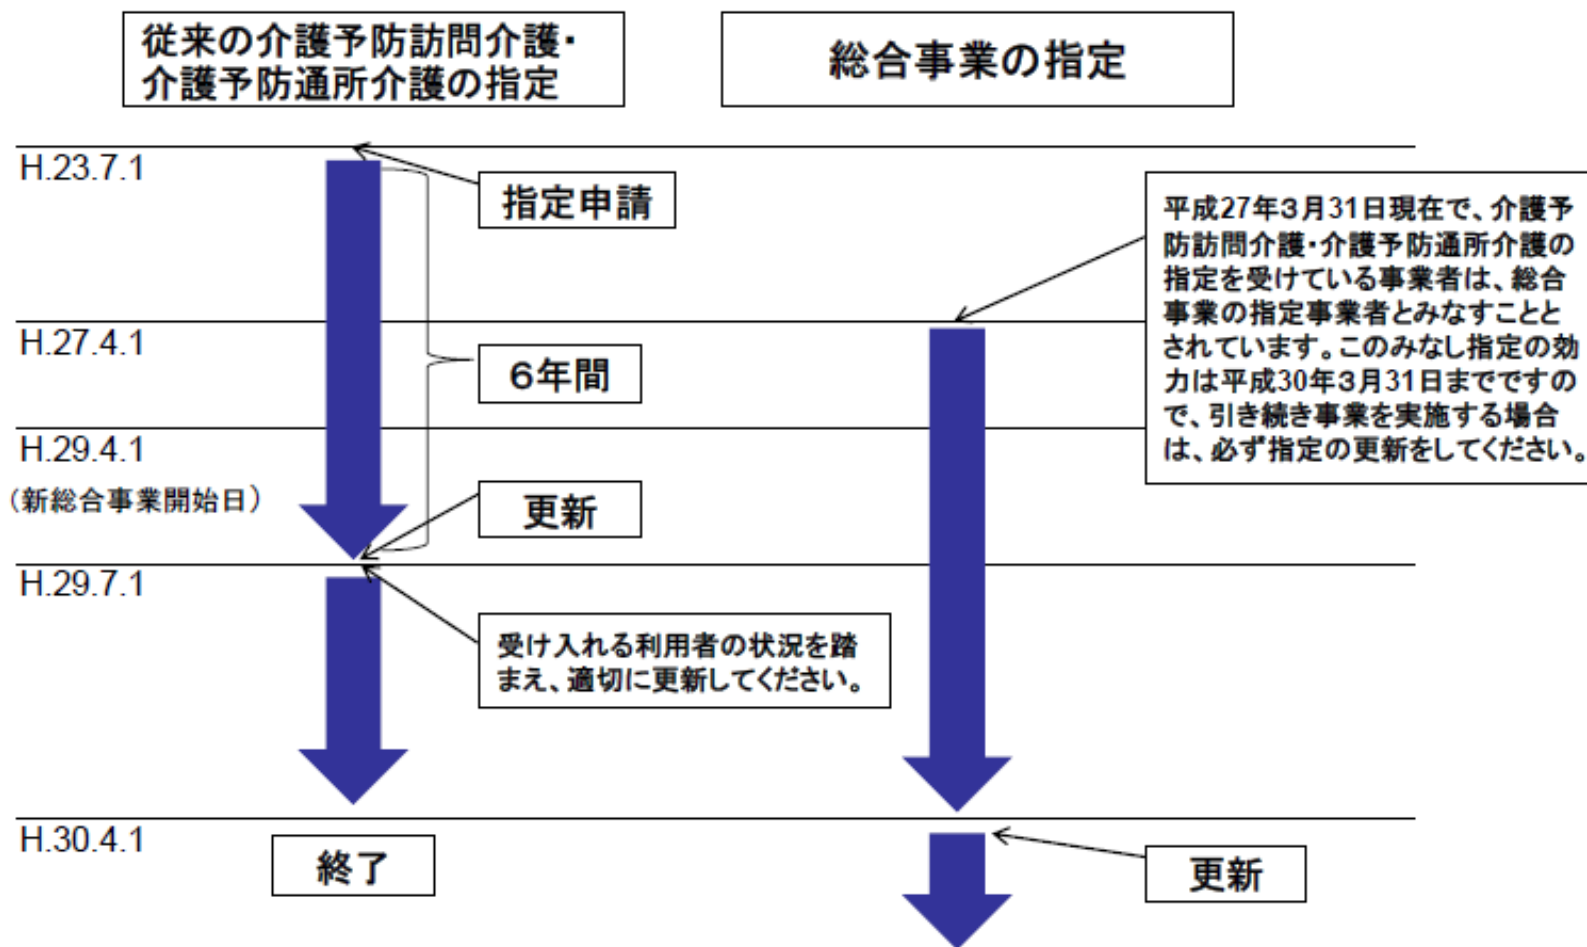 従来の介護予防訪問介護・
介護予防通所介護の指定
総合事業の指定
H.23.7.1
指定申請
平成27年3月31日現在で、介護予
防訪問介護・介護予防通所介護の
指定を受けている事業者は、総合
事業の指定事業者とみなすことと
されています。このみなし指定の効
力は平成30年3月31日までですの
で、引き続き事業を実施する場合
は、必ず指定の更新をしてください。
H.27.4.1
6年間
H.29.4.1
（新総合事業開始日）
更新
H.29.7.1
受け入れる利用者の状況を踏
まえ、適切に更新してください。
H.30.4.1
終了
更新